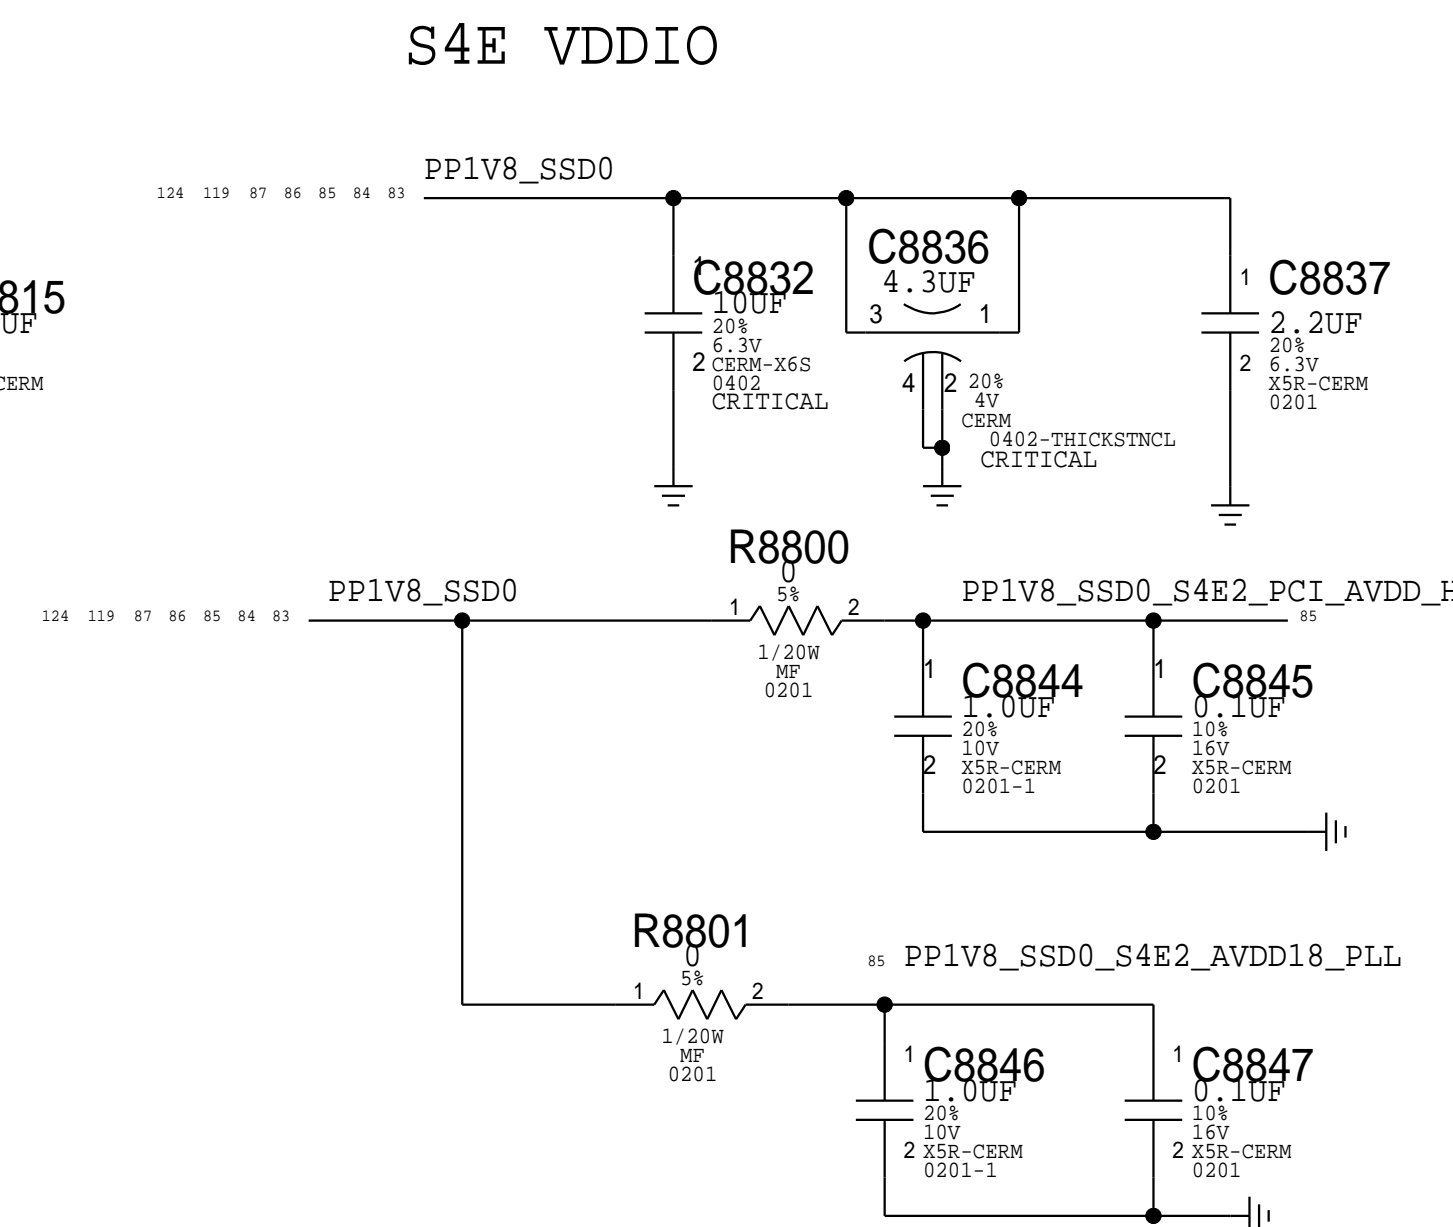 S4E VDDIO
PP1V8_SSD0
124 119 87 86 85 84 83
C8836
4.3UF
3 1
4 2 20%
4V
CERM
0402-THICKSTNCL
CRITICAL
1
C8832
10UF
20%
6.3V
2 CERM-X6S
0402
CRITICAL
1 C8837
2.2UF
20%
2 6.3V
X5R-CERM
0201
815
UF
CERM
R8800
0
5%
1 2
1/20W
MF
0201
PP1V8_SSD0
124 119 87 86 85 84 83
PP1V8_SSD0_S4E2_PCI_AVDD_H
85
1 C8844
1.0UF
20%
10V
2 X5R-CERM
0201-1
1 C8845
0.1UF
10%
16V
2 X5R-CERM
0201
R8801
0
5%
1 2
1/20W
MF
0201
85 PP1V8_SSD0_S4E2_AVDD18_PLL
1 C8846
1.0UF
20%
10V
2 X5R-CERM
0201-1
1 C8847
0.1UF
10%
16V
2 X5R-CERM
0201